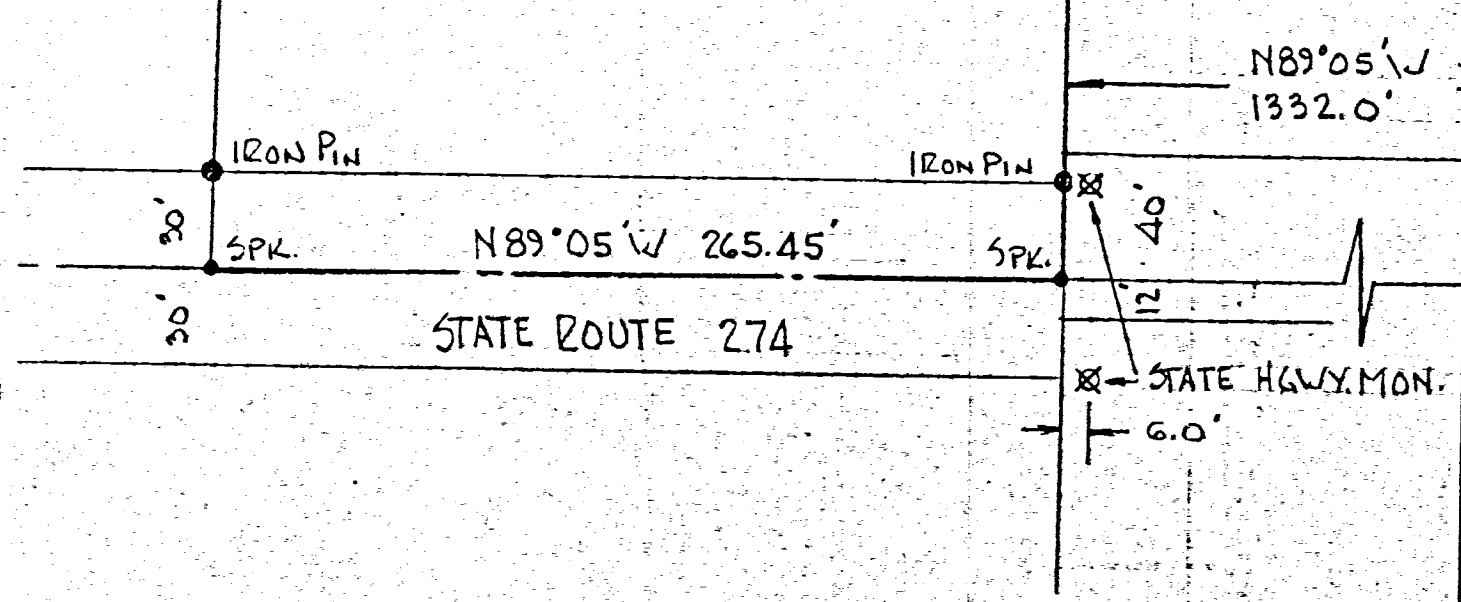 N89°05'W
1332.0'
IRON PIN
IRON PIN
30'
40'
SPK.
N89°05'W 265.45'
SPK.
30'
12'
STATE ROUTE 274
STATE HGWY. MON.
6.0'